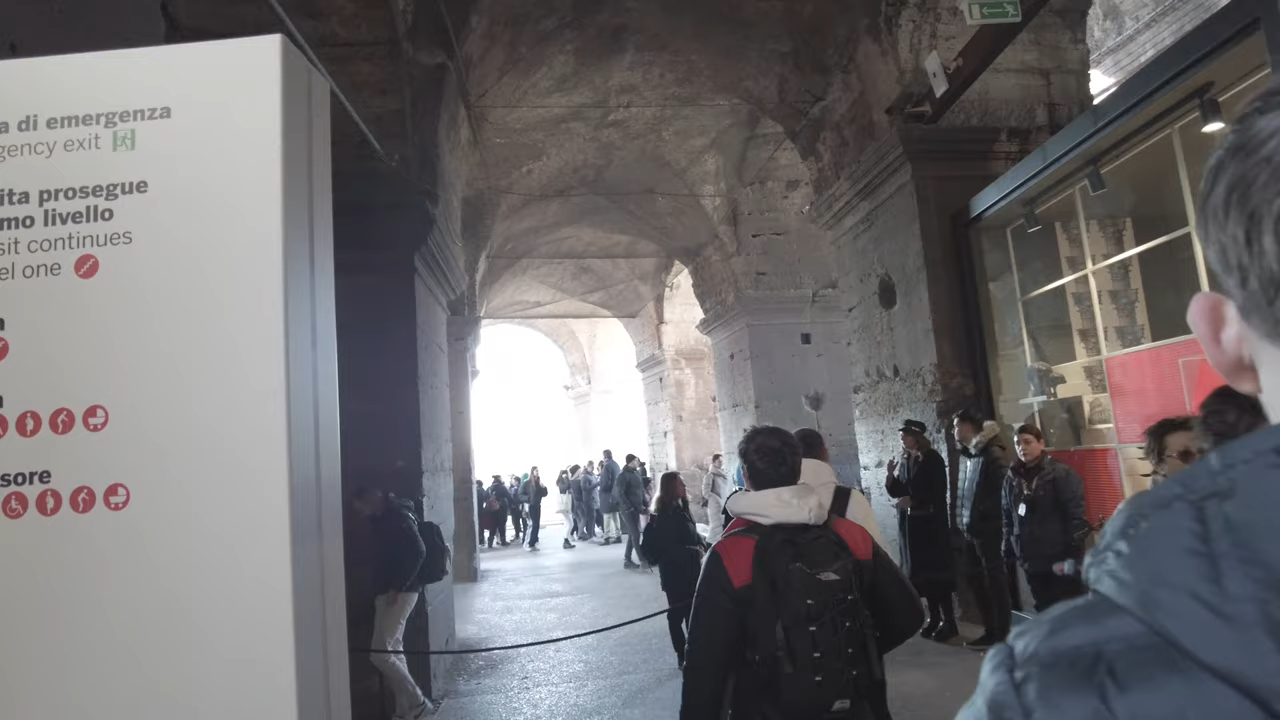 a di emergenza
gency exit
ita prosegue
mo livello
sit continues
el one
sore